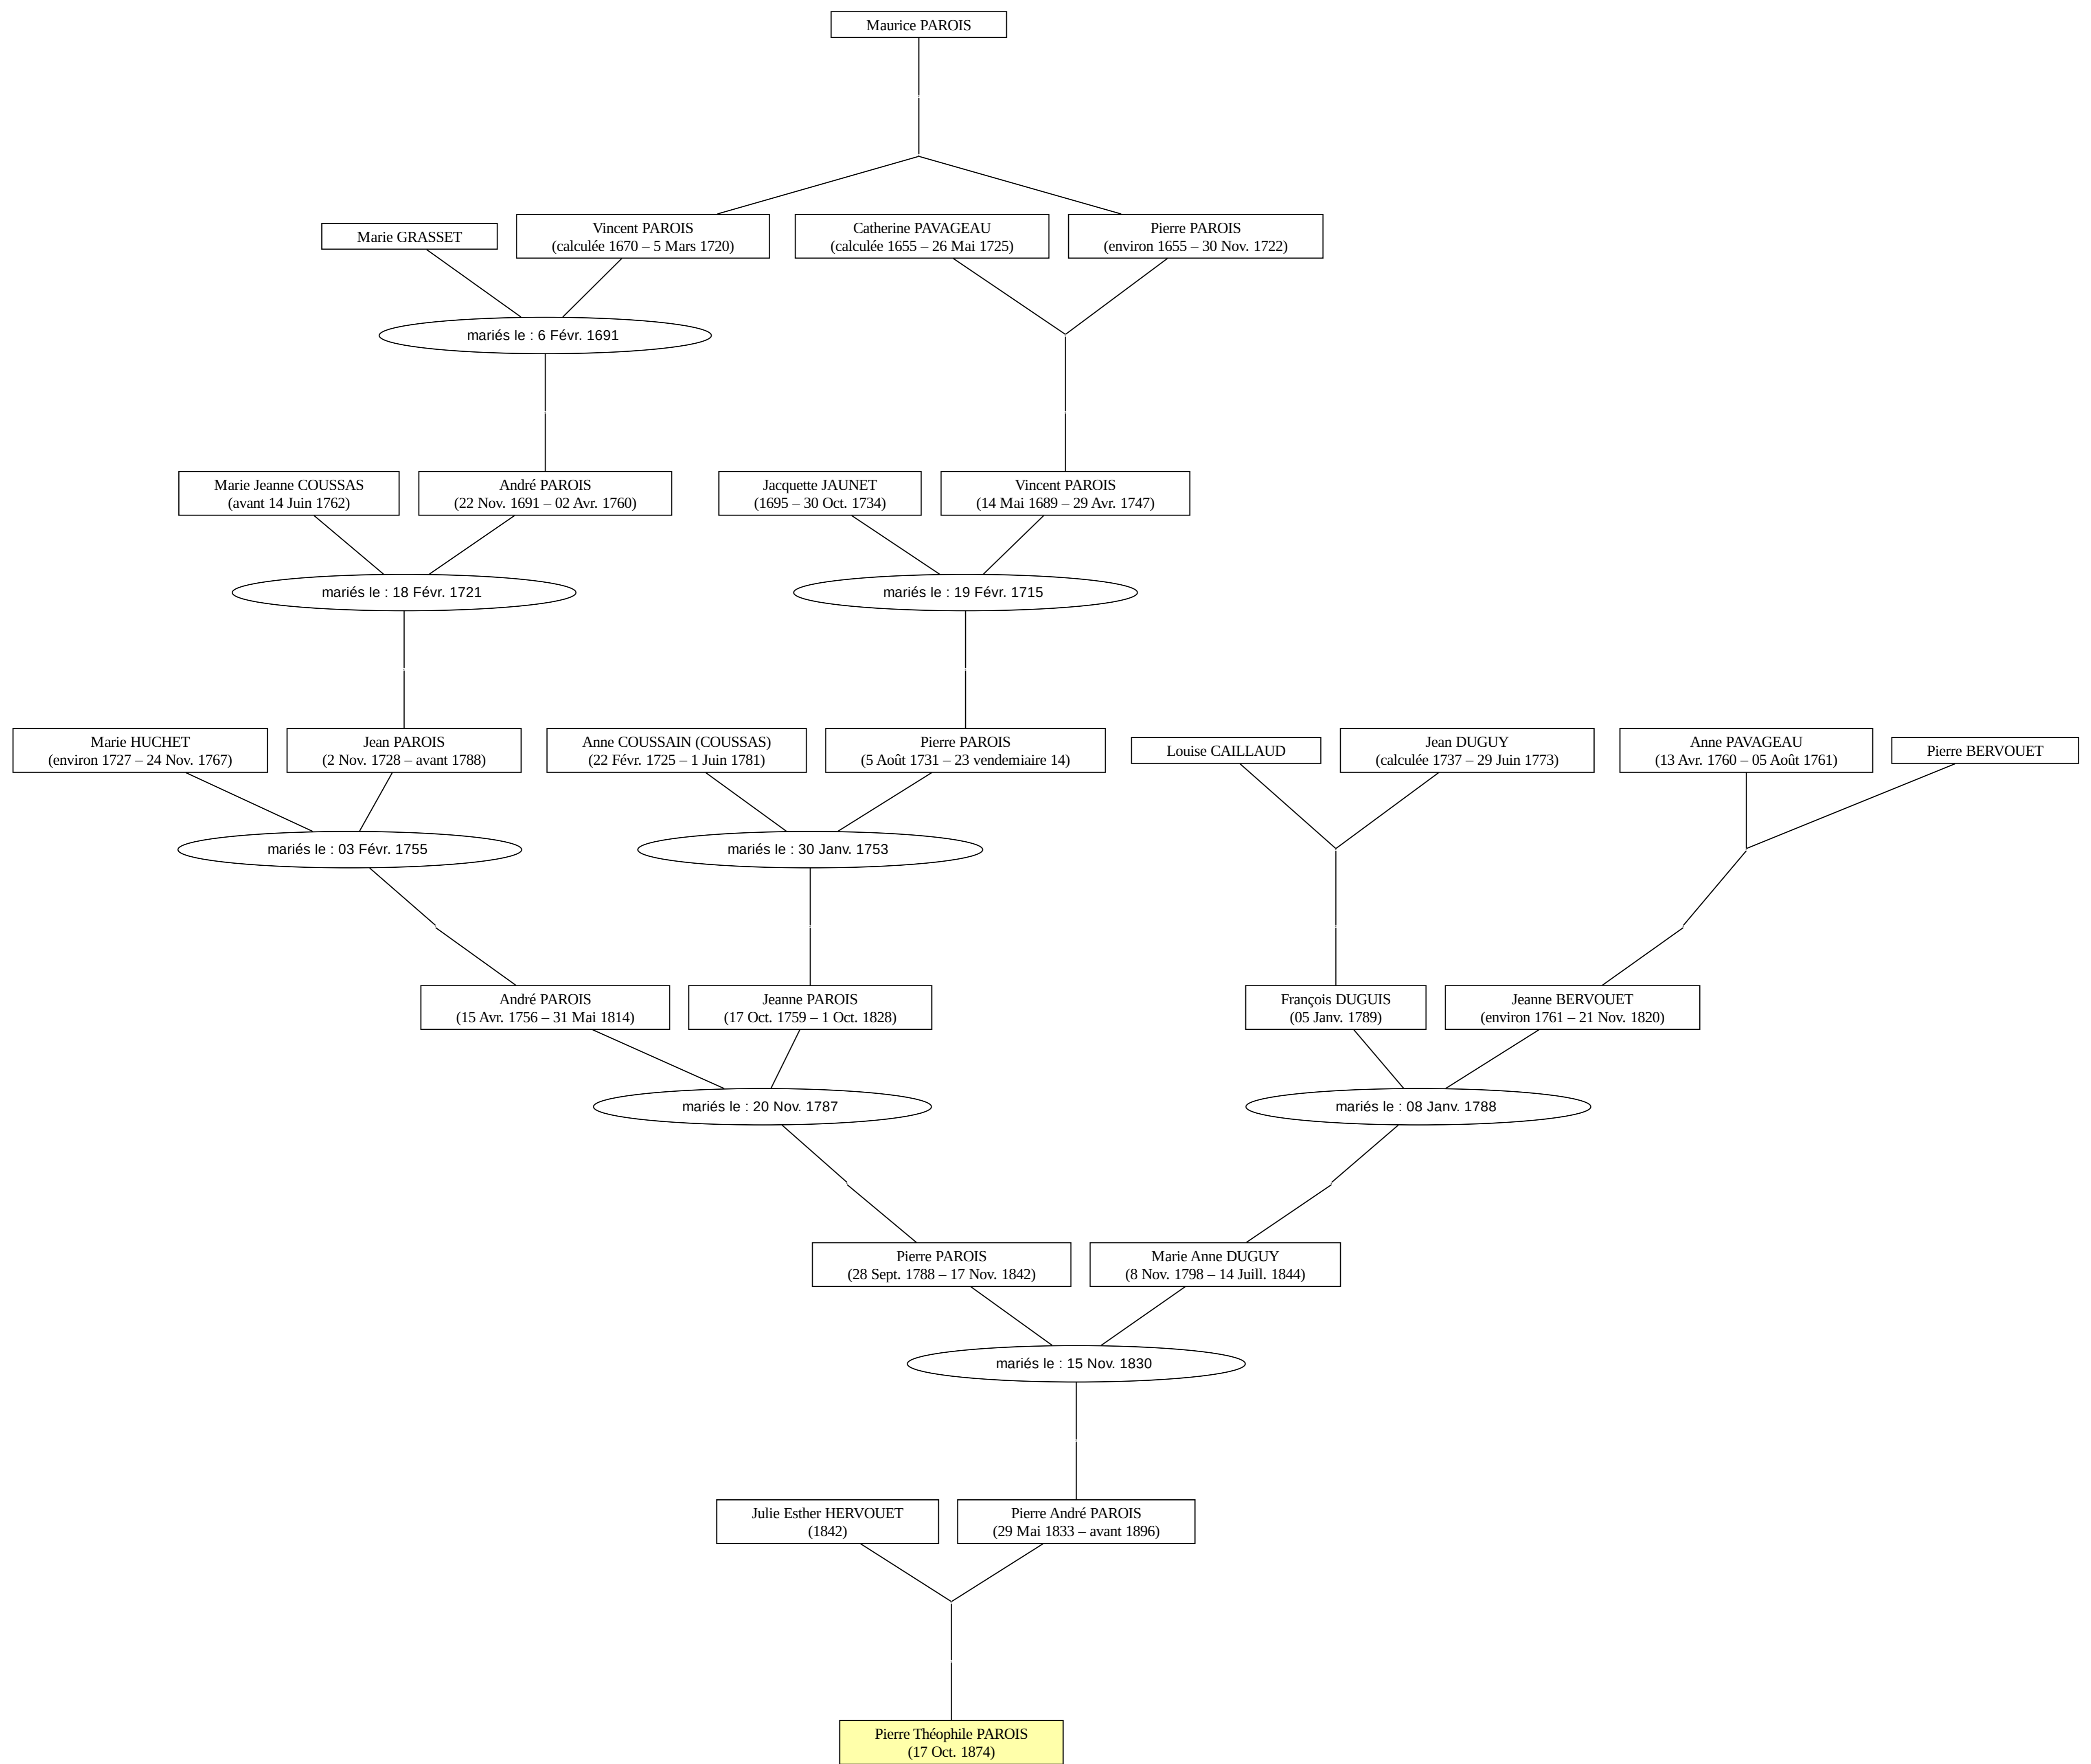 Maurice PAROIS
Marie GRASSET
Vincent PAROIS
(calculée 1670 – 5 Mars 1720)
Catherine PAVAGEAU
(calculée 1655 – 26 Mai 1725)
Pierre PAROIS
(environ 1655 – 30 Nov. 1722)
mariés le : 6 Févr. 1691
Marie Jeanne COUSSAS
(avant 14 Juin 1762)
André PAROIS
(22 Nov. 1691 – 02 Avr. 1760)
Jacquette JAUNET
(1695 – 30 Oct. 1734)
Vincent PAROIS
(14 Mai 1689 – 29 Avr. 1747)
mariés le : 18 Févr. 1721
mariés le : 19 Févr. 1715
Marie HUCHET
(environ 1727 – 24 Nov. 1767)
Jean PAROIS
(2 Nov. 1728 – avant 1788)
Anne COUSSAIN (COUSSAS)
(22 Févr. 1725 – 1 Juin 1781)
Pierre PAROIS
(5 Août 1731 – 23 vendemiaire 14)
Louise CAILLAUD
Jean DUGUY
(calculée 1737 – 29 Juin 1773)
Anne PAVAGEAU
(13 Avr. 1760 – 05 Août 1761)
Pierre BERVOUET
mariés le : 03 Févr. 1755
mariés le : 30 Janv. 1753
André PAROIS
(15 Avr. 1756 – 31 Mai 1814)
Jeanne PAROIS
(17 Oct. 1759 – 1 Oct. 1828)
François DUGUIS
(05 Janv. 1789)
Jeanne BERVOUET
(environ 1761 – 21 Nov. 1820)
mariés le : 20 Nov. 1787
mariés le : 08 Janv. 1788
Pierre PAROIS
(28 Sept. 1788 – 17 Nov. 1842)
Marie Anne DUGUY
(8 Nov. 1798 – 14 Juill. 1844)
mariés le : 15 Nov. 1830
Julie Esther HERVOUET
(1842)
Pierre André PAROIS
(29 Mai 1833 – avant 1896)
Pierre Théophile PAROIS
(17 Oct. 1874)